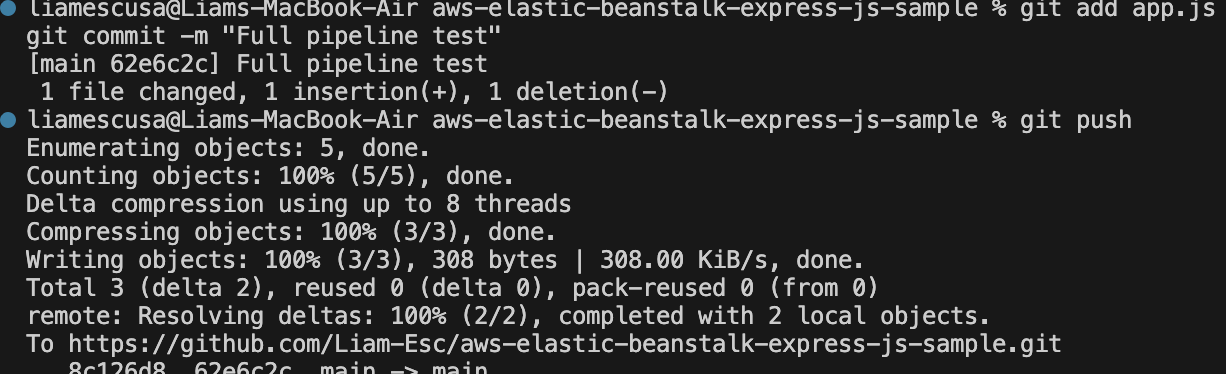 liamescusa@Liams-MacBook-Air aws-elastic-beanstalk-express-js-sample % git add app.js
git commit -m "Full pipeline test"
[main 62e6c2c] Full pipeline test
 1 file changed, 1 insertion(+), 1 deletion(-)
liamescusa@Liams-MacBook-Air aws-elastic-beanstalk-express-js-sample % git push
Enumerating objects: 5, done.
Counting objects: 100% (5/5), done.
Delta compression using up to 8 threads
Compressing objects: 100% (3/3), done.
Writing objects: 100% (3/3), 308 bytes | 308.00 KiB/s, done.
Total 3 (delta 2), reused 0 (delta 0), pack-reused 0 (from 0)
remote: Resolving deltas: 100% (2/2), completed with 2 local objects.
To https://github.com/Liam-Esc/aws-elastic-beanstalk-express-js-sample.git
   8c126d8..62e6c2c  main -> main